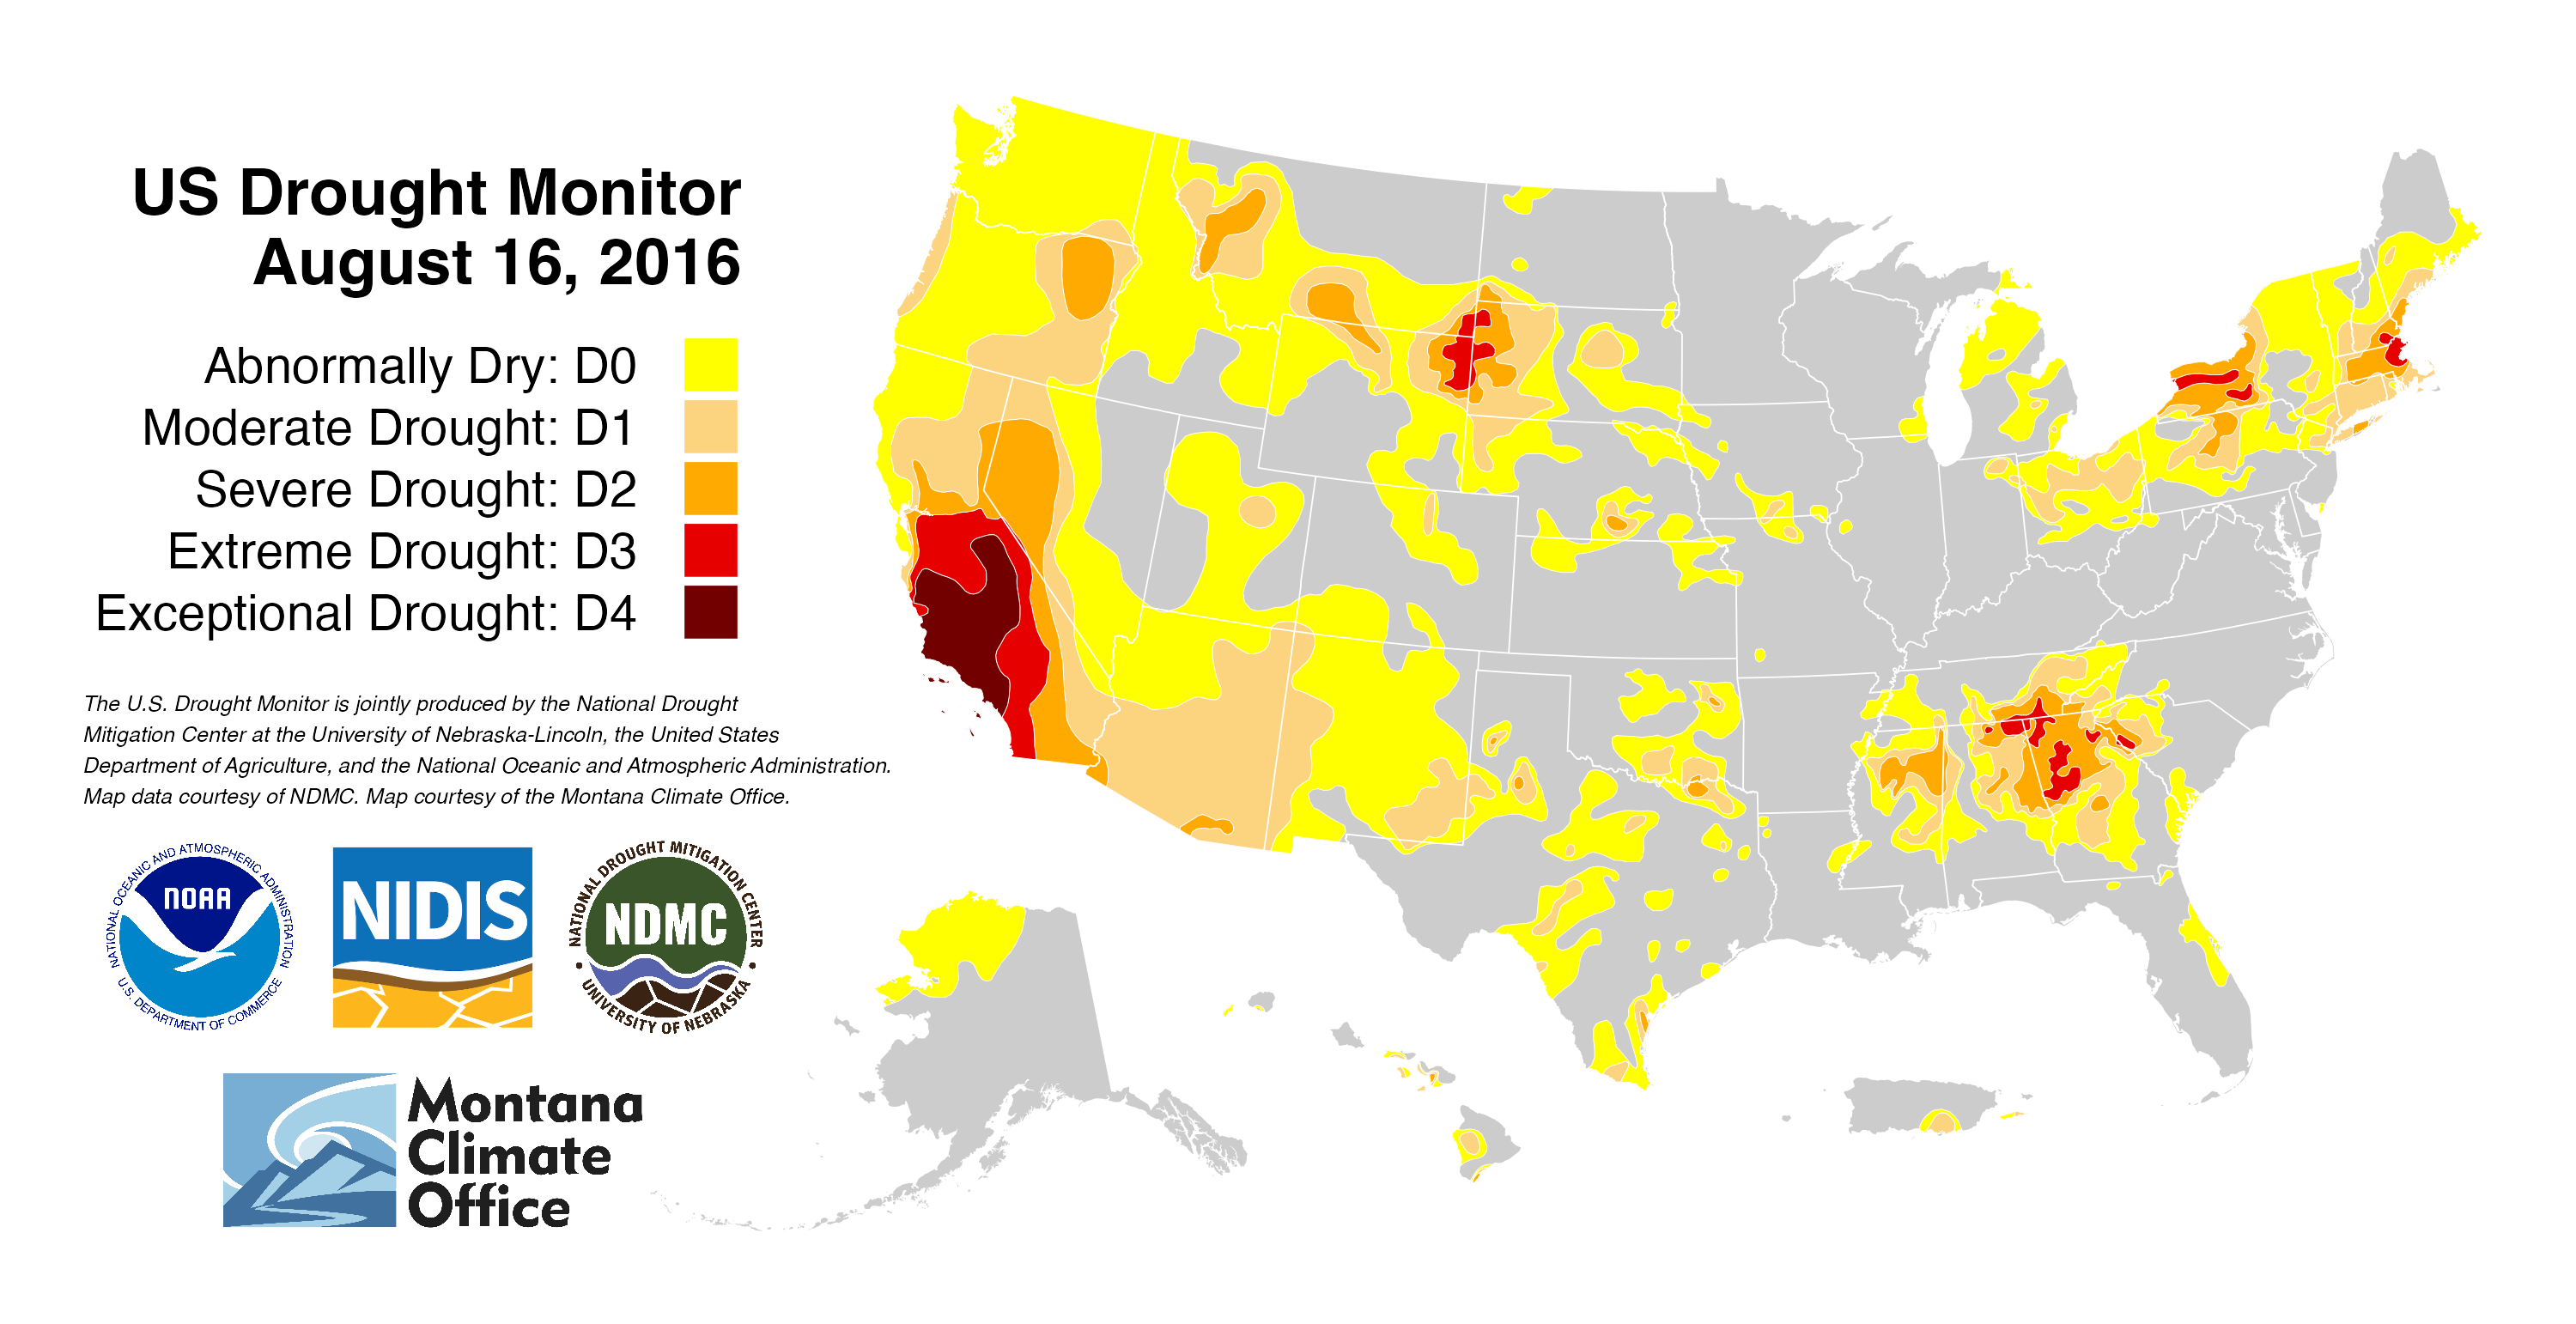 US Drought Monitor
August 16, 2016
Abnormally Dry: D0
Moderate Drought: D1
Severe Drought: D2
Extreme Drought: D3
Exceptional Drought: D4
The U.S. Drought Monitor is jointly produced by the National Drought
Mitigation Center at the University of Nebraska-Lincoln, the United States
Department of Agriculture, and the National Oceanic and Atmospheric Administration.
Map data courtesy of NDMC. Map courtesy of the Montana Climate Office.
NATIONAL OCEANIC AND ATMOSPHERIC ADMINISTRATION
NOAA
U.S. DEPARTMENT OF COMMERCE
NIDIS
NATIONAL DROUGHT MITIGATION CENTER
NDMC
UNIVERSITY OF NEBRASKA
Montana
Climate
Office